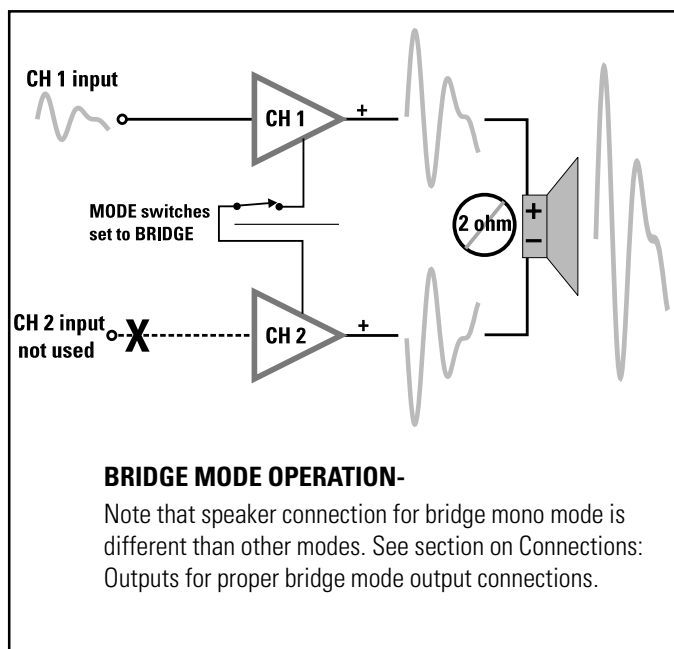 CH 1 input
CH 1
+
MODE switches
set to BRIDGE
2 ohm
+
−
CH 2 input
not used
X
CH 2
+
BRIDGE MODE OPERATION-
Note that speaker connection for bridge mono mode is
different than other modes. See section on Connections:
Outputs for proper bridge mode output connections.